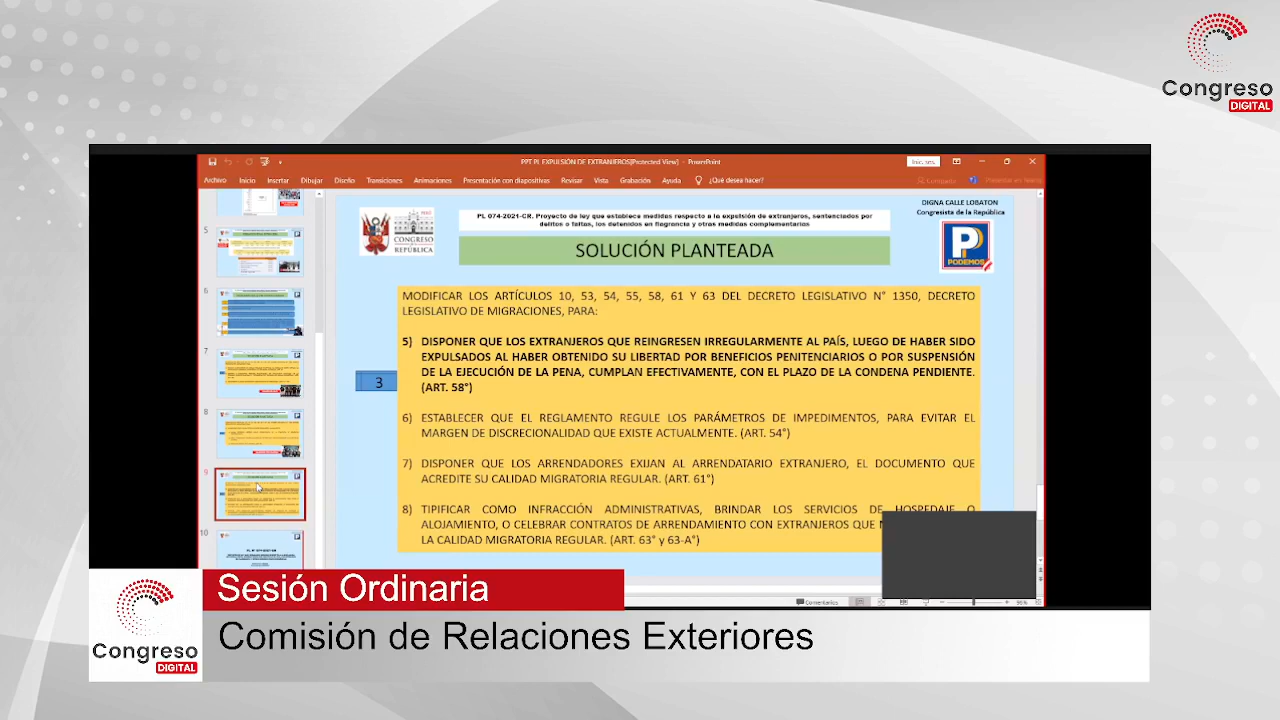 Congreso
DIGITAL
PPT PL EXPULSIÓN DE EXTRANJEROS[Protected View] - PowerPoint
Inic. ses.
Archivo Inicio Insertar Dibujar Diseño Transiciones Animaciones Presentación con diapositivas Revisar Vista Grabación Ayuda ¿Qué desea hacer?
DIGNA CALLE LOBATON
Congresista de la República
PL 074-2021-CR. Proyecto de ley que establece medidas respecto a la expulsión de extranjeros, sentenciados por
delitos o faltas, los detenidos en flagrancia y otras medidas complementarias
CONGRESO
REPÚBLICA
SOLUCIÓN PLANTEADA
PODEMOS
5
6
7
8
9
10
MODIFICAR LOS ARTÍCULOS 10, 53, 54, 55, 58, 61 Y 63 DEL DECRETO LEGISLATIVO N° 1350, DECRETO
LEGISLATIVO DE MIGRACIONES, PARA:
5) DISPONER QUE LOS EXTRANJEROS QUE REINGRESEN IRREGULARMENTE AL PAÍS, LUEGO DE HABER SIDO
EXPULSADOS AL HABER OBTENIDO SU LIBERTAD POR BENEFICIOS PENITENCIARIOS O POR SUSPENSIÓN
DE LA EJECUCIÓN DE LA PENA, CUMPLAN EFECTIVAMENTE, CON EL PLAZO DE LA CONDENA PENDIENTE.
(ART. 58°)
3
6) ESTABLECER QUE EL REGLAMENTO REGULE LOS PARÁMETROS DE IMPEDIMENTOS, PARA EVITAR EL
MARGEN DE DISCRECIONALIDAD QUE EXISTE ACTUALMENTE. (ART. 54°)
7) DISPONER QUE LOS ARRENDADORES EXIJAN AL ARRENDATARIO EXTRANJERO, EL DOCUMENTO QUE
ACREDITE SU CALIDAD MIGRATORIA REGULAR. (ART. 61°)
8) TIPIFICAR COMO INFRACCIÓN ADMINISTRATIVAS, BRINDAR LOS SERVICIOS DE HOSPEDAJE O
ALOJAMIENTO, O CELEBRAR CONTRATOS DE ARRENDAMIENTO CON EXTRANJEROS QUE
LA CALIDAD MIGRATORIA REGULAR. (ART. 63° y 63-A°)
Comentarios
98%
Sesión Ordinaria
Comisión de Relaciones Exteriores
Congreso
DIGITAL